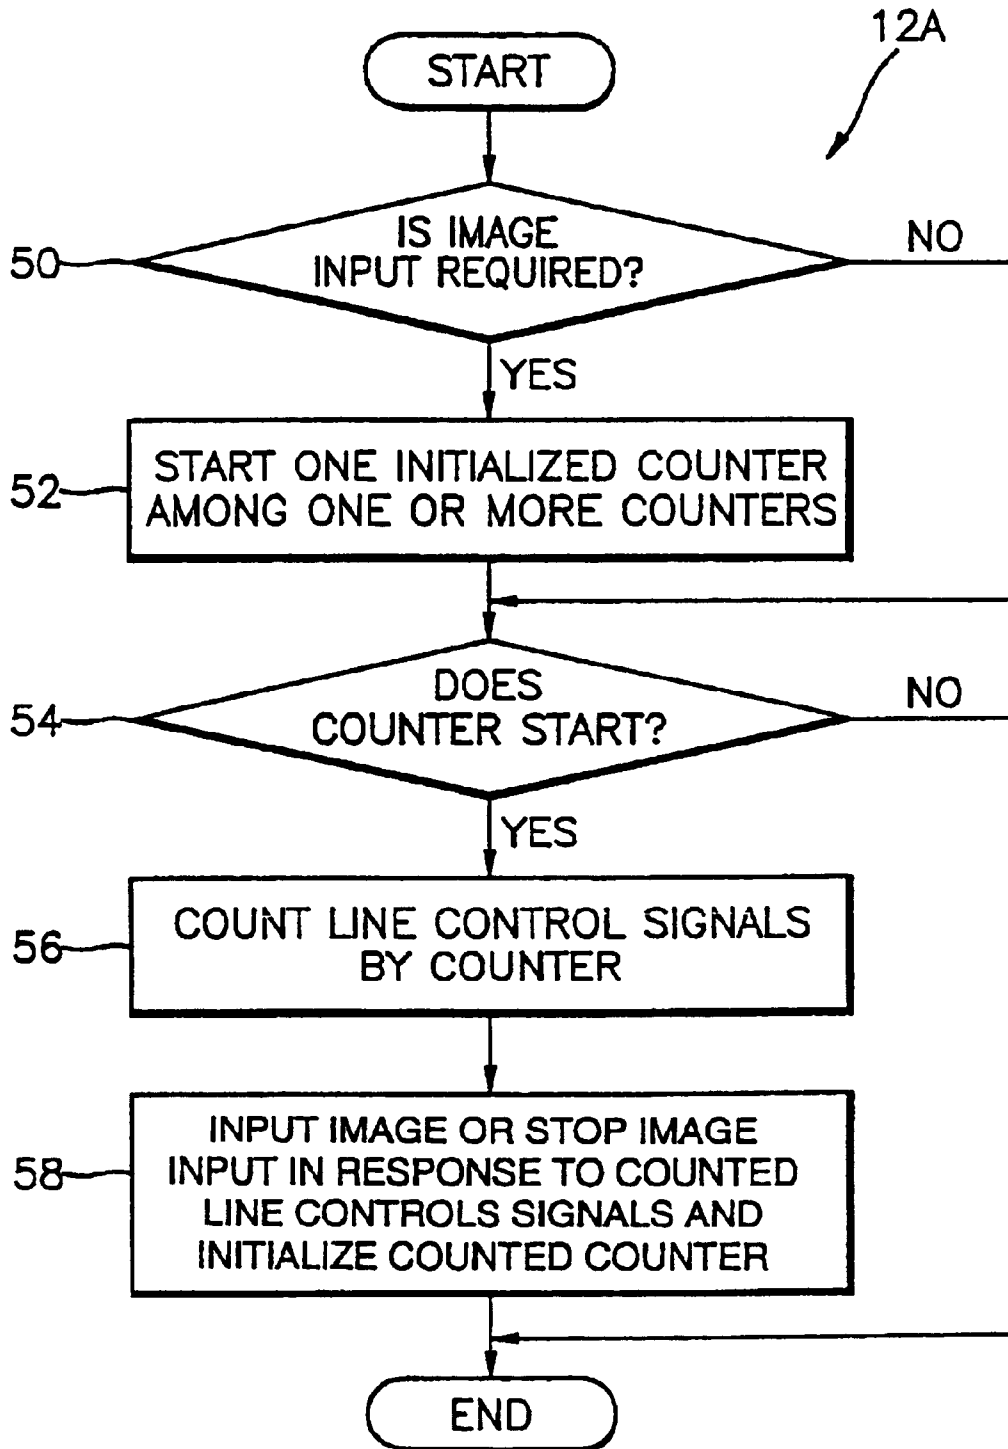 12A
START
50
IS IMAGE
INPUT REQUIRED?
NO
YES
52
START ONE INITIALIZED COUNTER
AMONG ONE OR MORE COUNTERS
54
DOES
COUNTER START?
NO
YES
56
COUNT LINE CONTROL SIGNALS
BY COUNTER
58
INPUT IMAGE OR STOP IMAGE
INPUT IN RESPONSE TO COUNTED
LINE CONTROLS SIGNALS AND
INITIALIZE COUNTED COUNTER
END